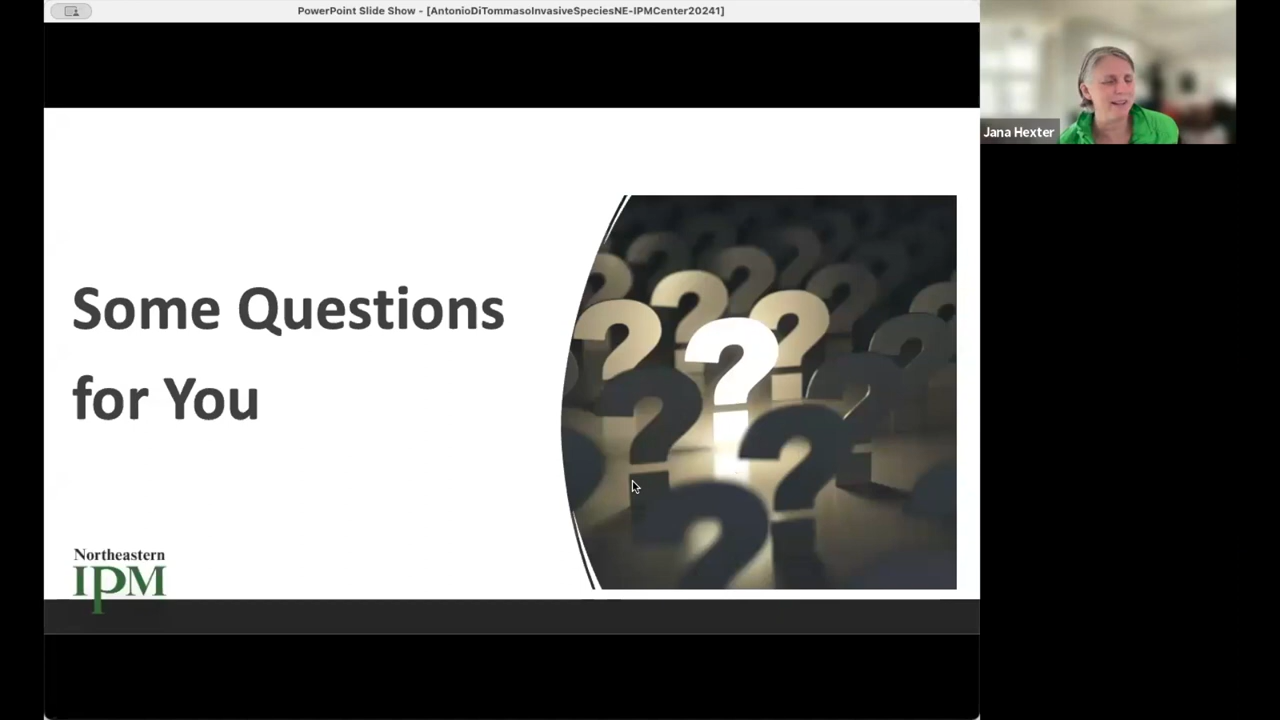 PowerPoint Slide Show - [AntonioDiTommasoInvasiveSpeciesNE-IPMCenter20241]
Jana Hexter
Some Questions
for You
Northeastern
IPM